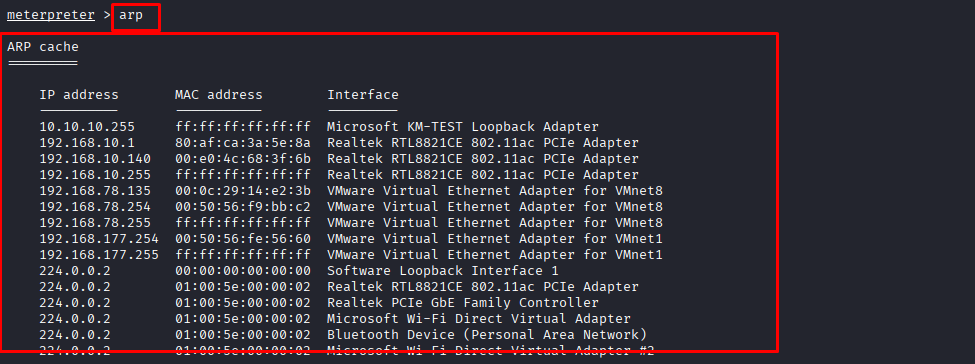 meterpreter > arp
ARP cache
=========
IP address MAC address Interface
---------- ----------- ---------
10.10.10.255 ff:ff:ff:ff:ff:ff Microsoft KM-TEST Loopback Adapter
192.168.10.1 80:af:ca:3a:5e:8a Realtek RTL8821CE 802.11ac PCIe Adapter
192.168.10.140 00:e0:4c:68:3f:6b Realtek RTL8821CE 802.11ac PCIe Adapter
192.168.10.255 ff:ff:ff:ff:ff:ff Realtek RTL8821CE 802.11ac PCIe Adapter
192.168.78.135 00:0c:29:14:e2:3b VMware Virtual Ethernet Adapter for VMnet8
192.168.78.254 00:50:56:f9:bb:c2 VMware Virtual Ethernet Adapter for VMnet8
192.168.78.255 ff:ff:ff:ff:ff:ff VMware Virtual Ethernet Adapter for VMnet8
192.168.177.254 00:50:56:fe:56:60 VMware Virtual Ethernet Adapter for VMnet1
192.168.177.255 ff:ff:ff:ff:ff:ff VMware Virtual Ethernet Adapter for VMnet1
224.0.0.2 00:00:00:00:00:00 Software Loopback Interface 1
224.0.0.2 01:00:5e:00:00:02 Realtek RTL8821CE 802.11ac PCIe Adapter
224.0.0.2 01:00:5e:00:00:02 Realtek PCIe GbE Family Controller
224.0.0.2 01:00:5e:00:00:02 Microsoft Wi-Fi Direct Virtual Adapter
224.0.0.2 01:00:5e:00:00:02 Bluetooth Device (Personal Area Network)
224.0.0.2 01:00:5e:00:00:02 Microsoft Wi-Fi Direct Virtual Adapter #2